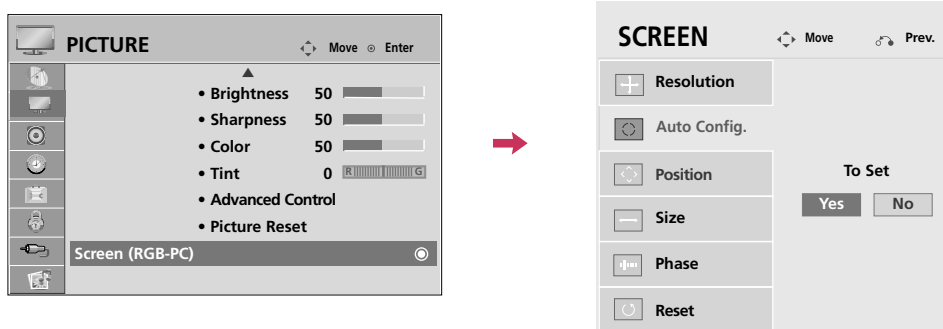 PICTURE Move Enter
• Brightness 50
• Sharpness 50
• Color 50
• Tint 0 R G
• Advanced Control
• Picture Reset
Screen (RGB-PC)
SCREEN Move Prev.
Resolution
Auto Config.
Position
Size
Phase
Reset
To Set
Yes No